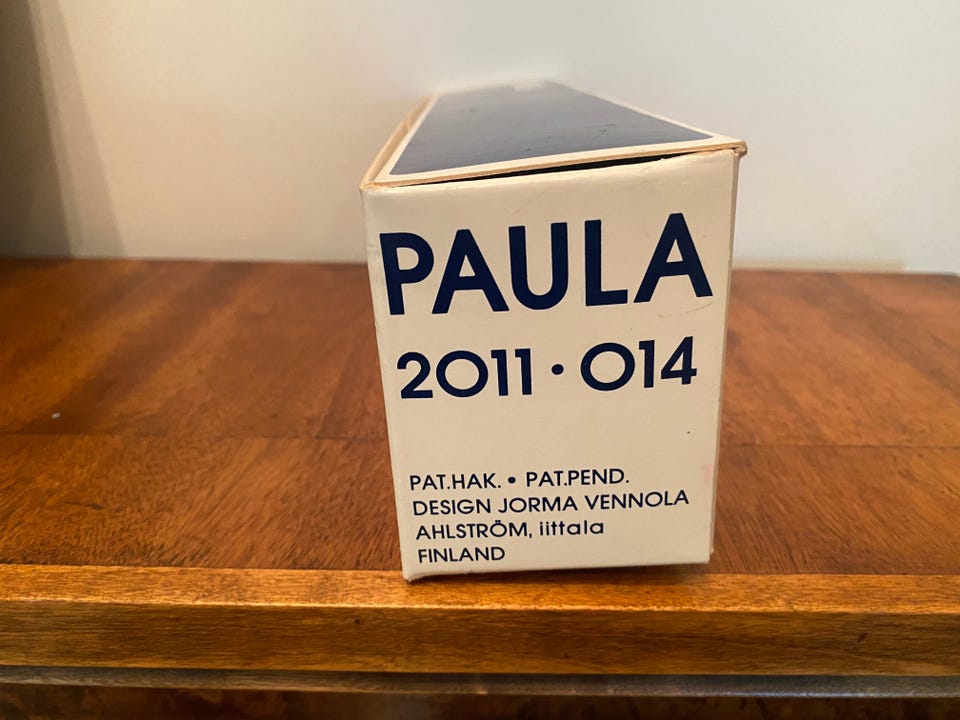 PAULA
2011 · 014
PAT.HAK. • PAT.PEND.
DESIGN JORMA VENNOLA
AHLSTRÖM, iittala
FINLAND